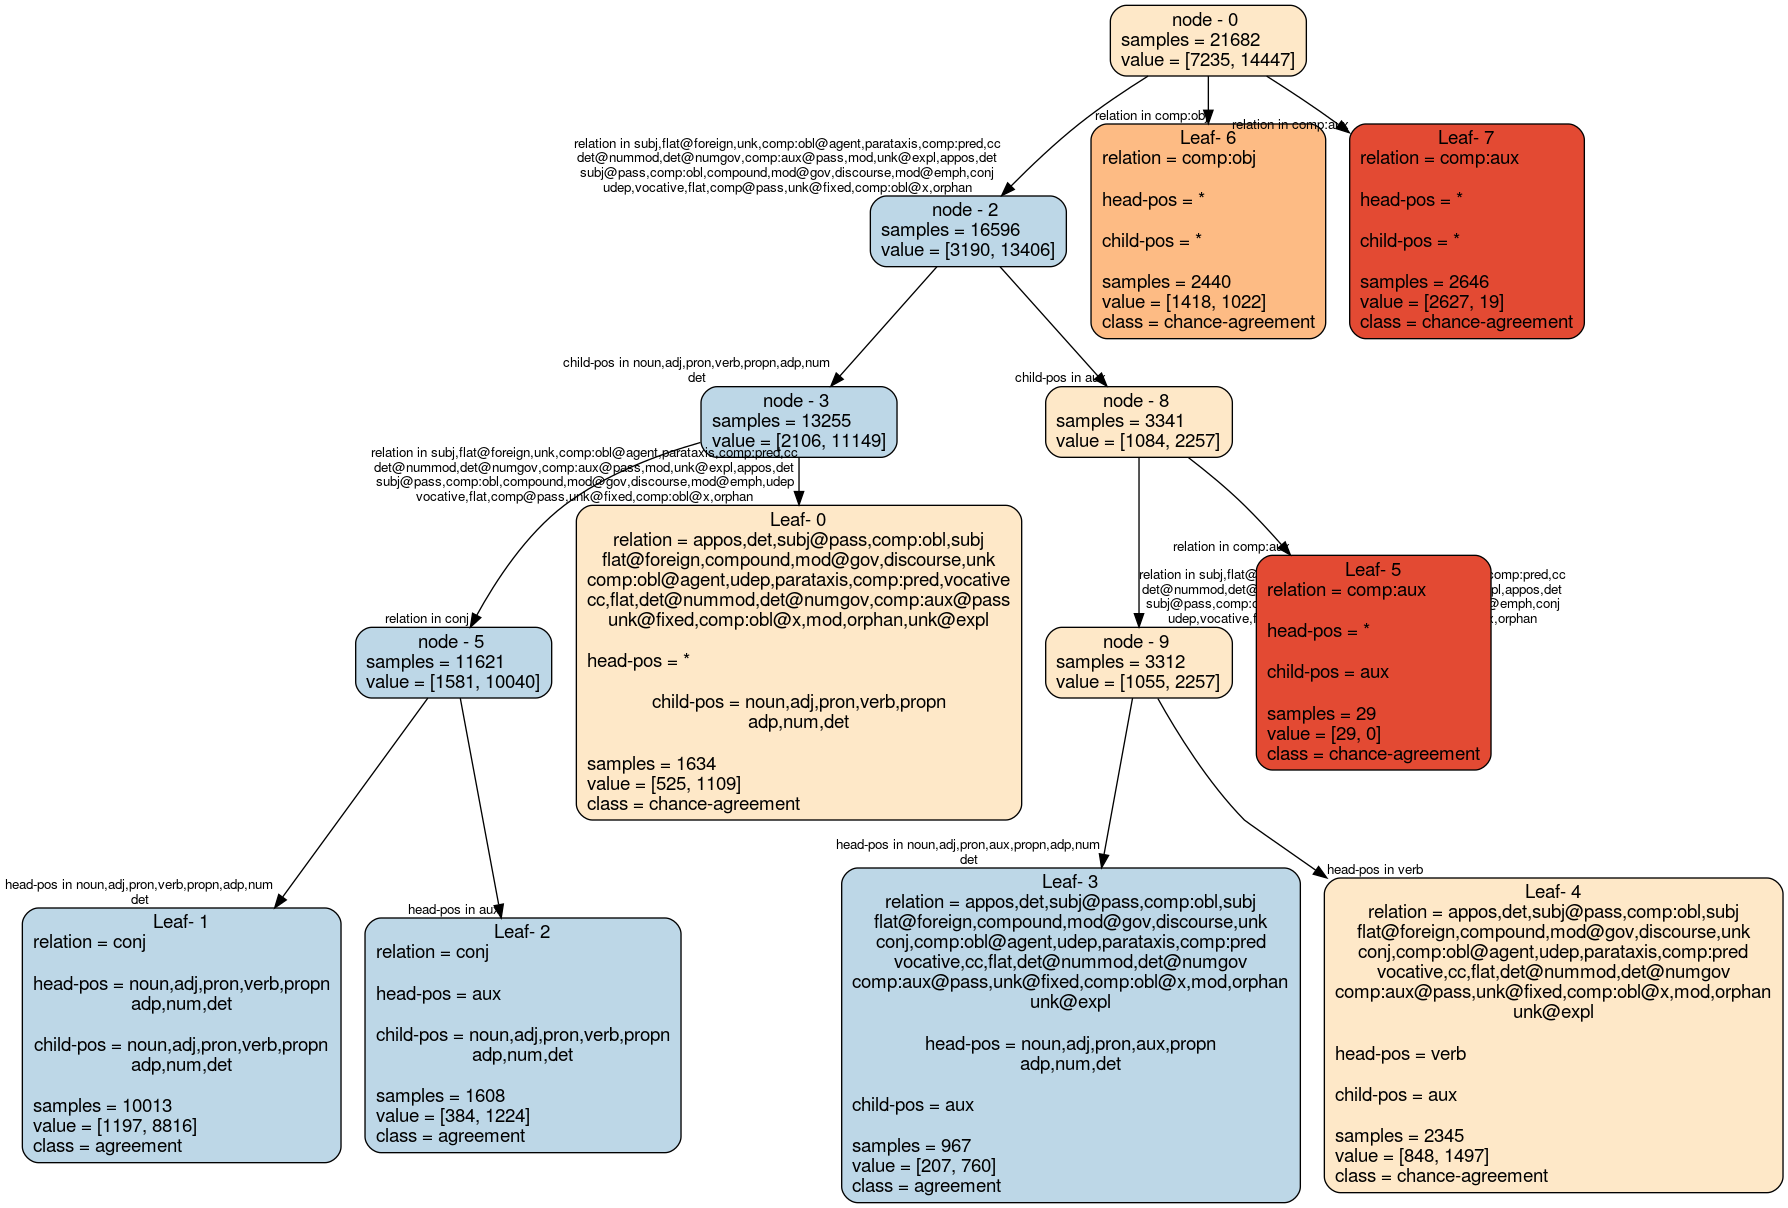 node - 0
samples = 21682
value = [7235, 14447]
relation in comp:obj
relation in comp:aux
relation in subj,flat@foreign,unk,comp:obl@agent,parataxis,comp:pred,cc
det@nummod,det@numgov,comp:aux@pass,mod,unk@expl,appos,det
subj@pass,comp:obl,compound,mod@gov,discourse,mod@emph,conj
udep,vocative,flat,comp@pass,unk@fixed,comp:obl@x,orphan
Leaf- 6
relation = comp:obj
head-pos = *
child-pos = *
samples = 2440
value = [1418, 1022]
class = chance-agreement
Leaf- 7
relation = comp:aux
head-pos = *
child-pos = *
samples = 2646
value = [2627, 19]
class = chance-agreement
node - 2
samples = 16596
value = [3190, 13406]
child-pos in noun,adj,pron,verb,propn,adp,num
det
child-pos in aux
node - 3
samples = 13255
value = [2106, 11149]
node - 8
samples = 3341
value = [1084, 2257]
relation in subj,flat@foreign,unk,comp:obl@agent,parataxis,comp:pred,cc
det@nummod,det@numgov,comp:aux@pass,mod,unk@expl,appos,det
subj@pass,comp:obl,compound,mod@gov,discourse,mod@emph,udep
vocative,flat,comp@pass,unk@fixed,comp:obl@x,orphan
Leaf- 0
relation = appos,det,subj@pass,comp:obl,subj
flat@foreign,compound,mod@gov,discourse,unk
comp:obl@agent,udep,parataxis,comp:pred,vocative
cc,flat,det@nummod,det@numgov,comp:aux@pass
unk@fixed,comp:obl@x,mod,orphan,unk@expl
head-pos = *
child-pos = noun,adj,pron,verb,propn
adp,num,det
samples = 1634
value = [525, 1109]
class = chance-agreement
relation in comp:aux
relation in subj,flat@ comp:pred,cc
det@nummod,det@ pl,appos,det
subj@pass,comp:o @emph,conj
udep,vocative,f x,orphan
Leaf- 5
relation = comp:aux
head-pos = *
child-pos = aux
samples = 29
value = [29, 0]
class = chance-agreement
relation in conj
node - 5
samples = 11621
value = [1581, 10040]
node - 9
samples = 3312
value = [1055, 2257]
head-pos in noun,adj,pron,verb,propn,adp,num
det
head-pos in aux
head-pos in noun,adj,pron,aux,propn,adp,num
det
head-pos in verb
Leaf- 1
relation = conj
head-pos = noun,adj,pron,verb,propn
adp,num,det
child-pos = noun,adj,pron,verb,propn
adp,num,det
samples = 10013
value = [1197, 8816]
class = agreement
Leaf- 2
relation = conj
head-pos = aux
child-pos = noun,adj,pron,verb,propn
adp,num,det
samples = 1608
value = [384, 1224]
class = agreement
Leaf- 3
relation = appos,det,subj@pass,comp:obl,subj
flat@foreign,compound,mod@gov,discourse,unk
conj,comp:obl@agent,udep,parataxis,comp:pred
vocative,cc,flat,det@nummod,det@numgov
comp:aux@pass,unk@fixed,comp:obl@x,mod,orphan
unk@expl
head-pos = noun,adj,pron,aux,propn
adp,num,det
child-pos = aux
samples = 967
value = [207, 760]
class = agreement
Leaf- 4
relation = appos,det,subj@pass,comp:obl,subj
flat@foreign,compound,mod@gov,discourse,unk
conj,comp:obl@agent,udep,parataxis,comp:pred
vocative,cc,flat,det@nummod,det@numgov
comp:aux@pass,unk@fixed,comp:obl@x,mod,orphan
unk@expl
head-pos = verb
child-pos = aux
samples = 2345
value = [848, 1497]
class = chance-agreement